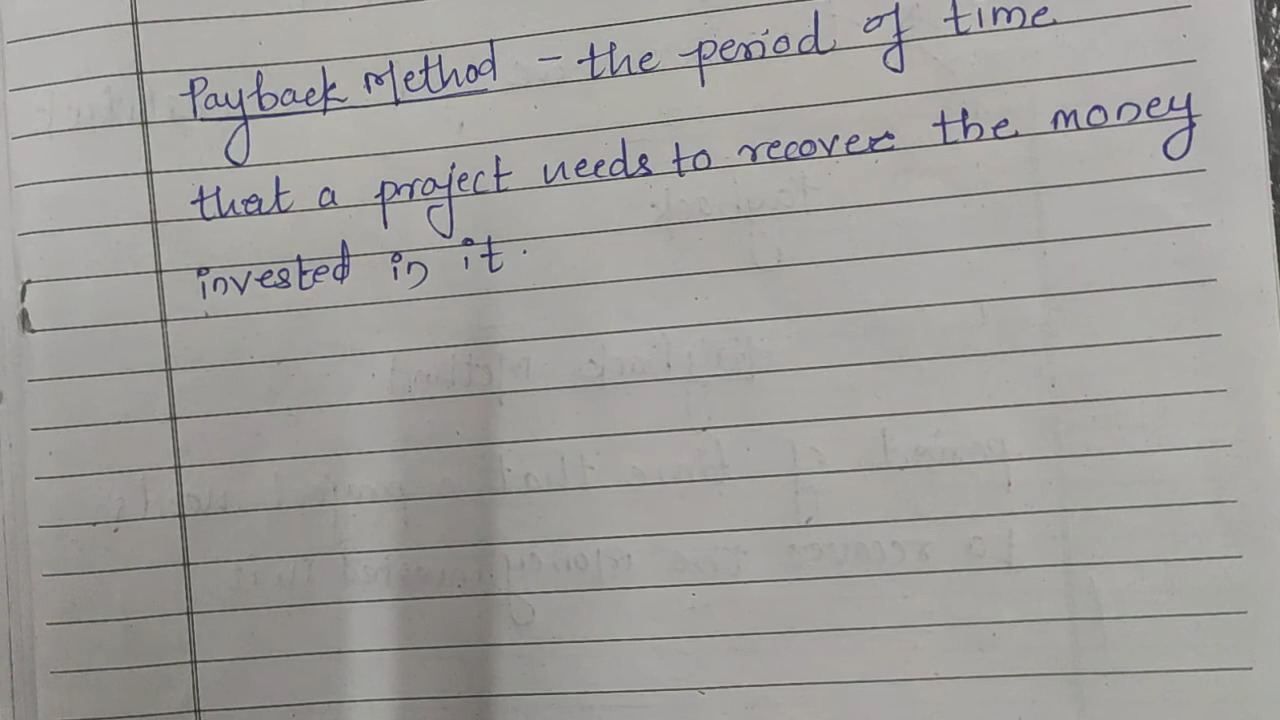 Payback Method - the period of time
that a project needs to recover the money
invested in it.